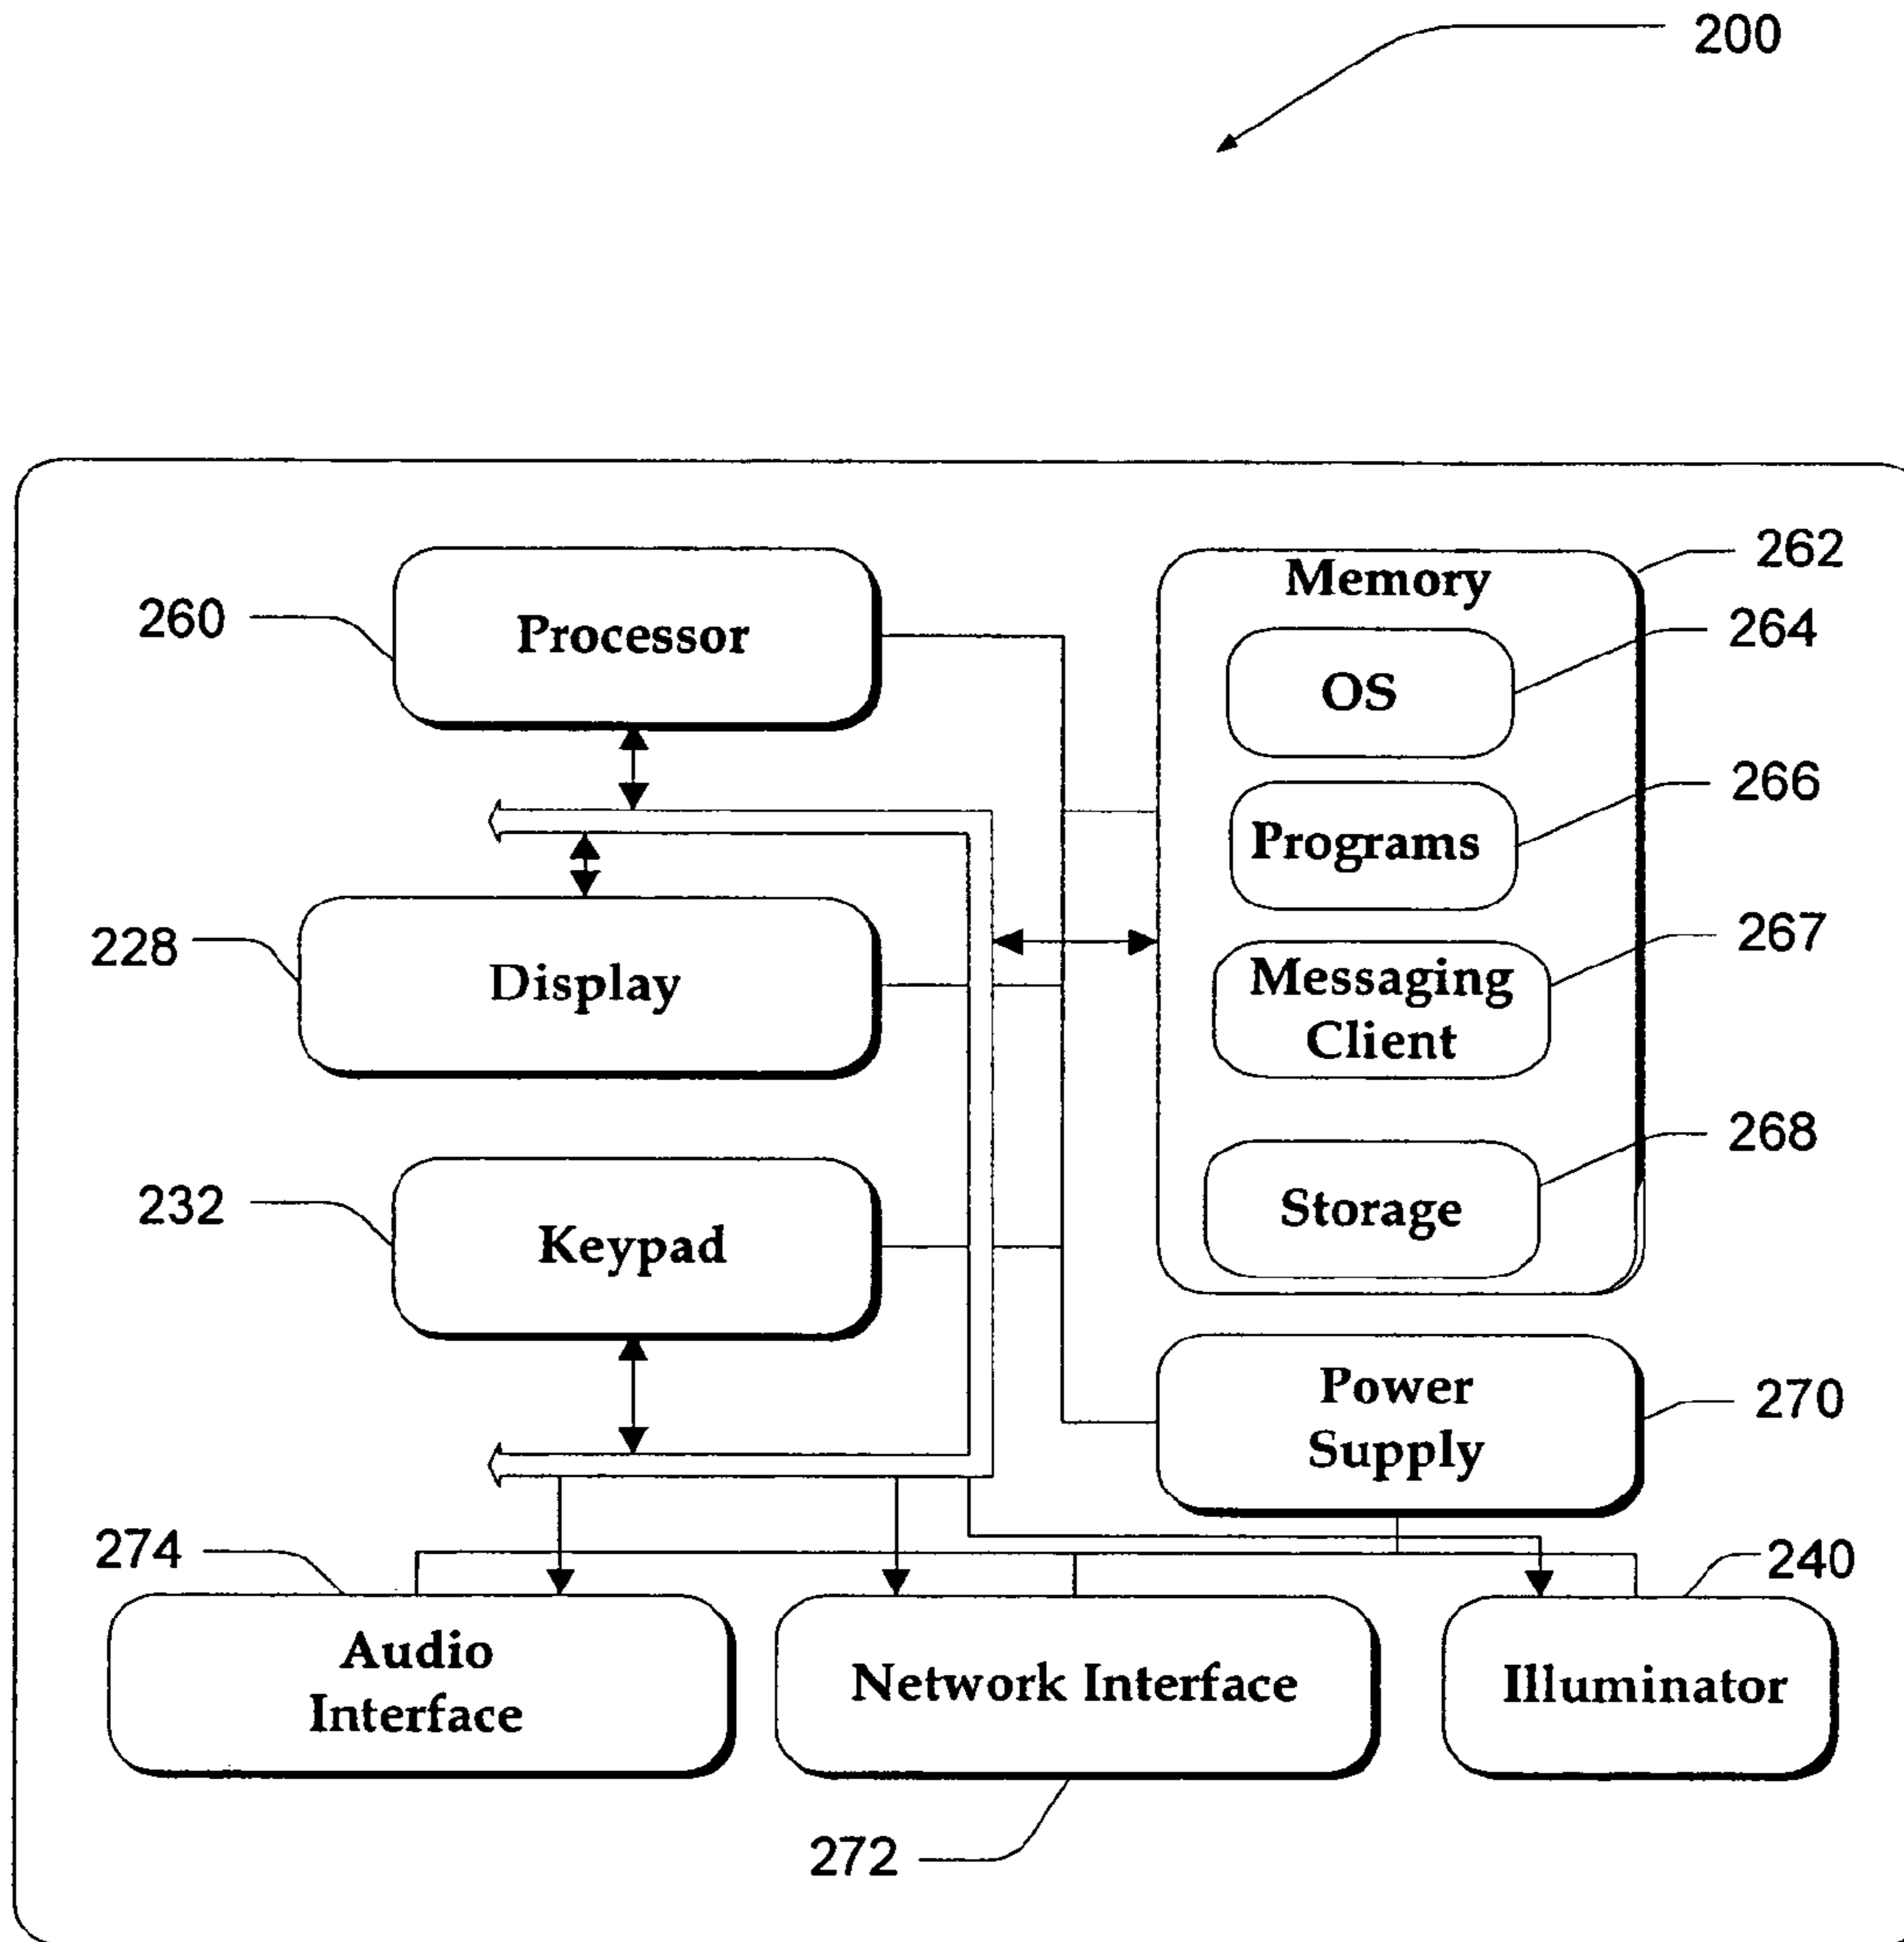 200
262
Memory
260
Processor
264
OS
266
Programs
267
228
Display
Messaging
Client
268
232
Keypad
Storage
Power
Supply
270
274
240
Audio
Interface
Network Interface
Illuminator
272